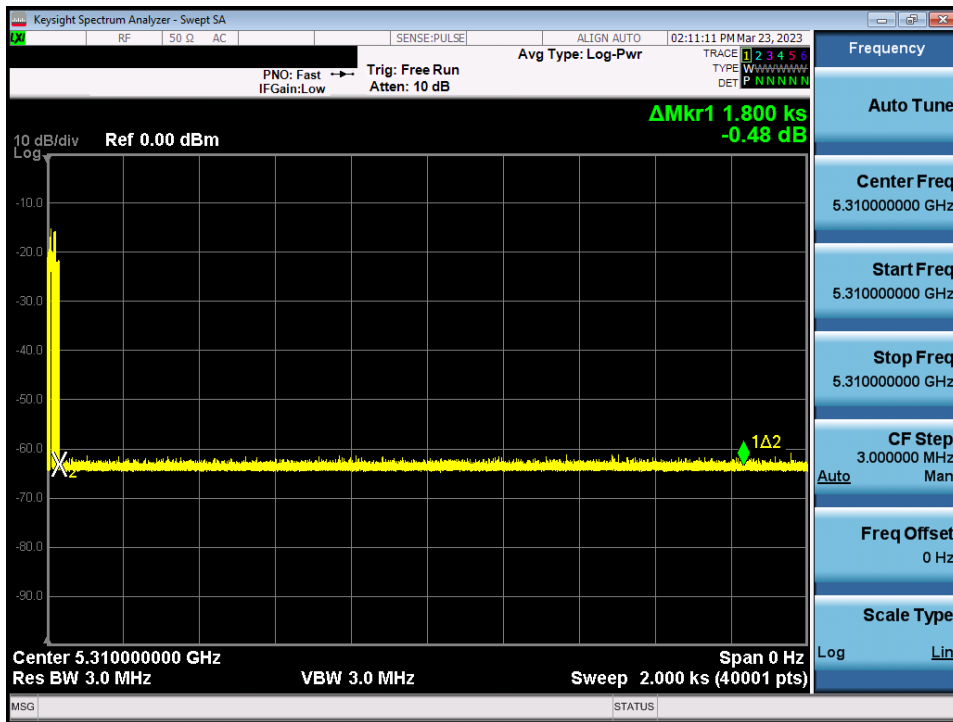 Keysight Spectrum Analyzer - Swept SA
LXI RF 50 Ω AC SENSE:PULSE ALIGN AUTO 02:11:11 PM Mar 23, 2023
Avg Type: Log-Pwr TRACE 1 2 3 4 5 6
PNO: Fast Trig: Free Run TYPE WWWWWWW
IFGain:Low Atten: 10 dB DET P N N N N N
ΔMkr1 1.800 ks
-0.48 dB
10 dB/div Ref 0.00 dBm
Log
-10.0
-20.0
-30.0
-40.0
-50.0
-60.0
-70.0
-80.0
-90.0
1Δ2
X2
Center 5.310000000 GHz Span 0 Hz
Res BW 3.0 MHz VBW 3.0 MHz Sweep 2.000 ks (40001 pts)
MSG STATUS
Frequency
Auto Tune
Center Freq
5.310000000 GHz
Start Freq
5.310000000 GHz
Stop Freq
5.310000000 GHz
CF Step
3.000000 MHz
Auto Man
Freq Offset
0 Hz
Scale Type
Log Lin